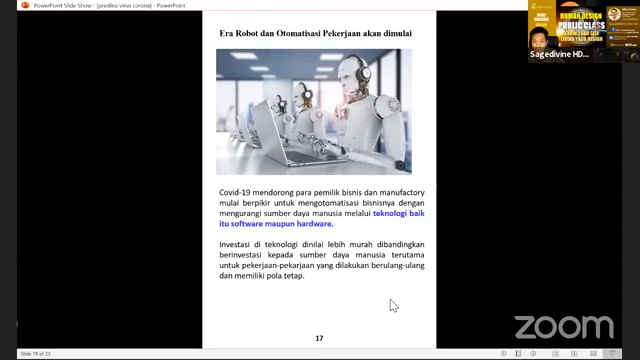 PowerPoint Slide Show - [prediksi virus corona] - PowerPoint
Era Robot dan Otomatisasi Pekerjaan akan dimulai
Covid-19 mendorong para pemilik bisnis dan manufactory
mulai berpikir untuk mengotomatisasi bisnisnya dengan
mengurangi sumber daya manusia melalui teknologi baik
itu software maupun hardware.
Investasi di teknologi dinilai lebih murah dibandingkan
berinvestasi kepada sumber daya manusia terutama
untuk pekerjaan-pekarjaan yang dilakukan berulang-ulang
dan memiliki pola tetap.
17
HUMAN DESIGN
PUBLIC CLASS
Sagedivine HD...
zoom
Slide 19 of 23